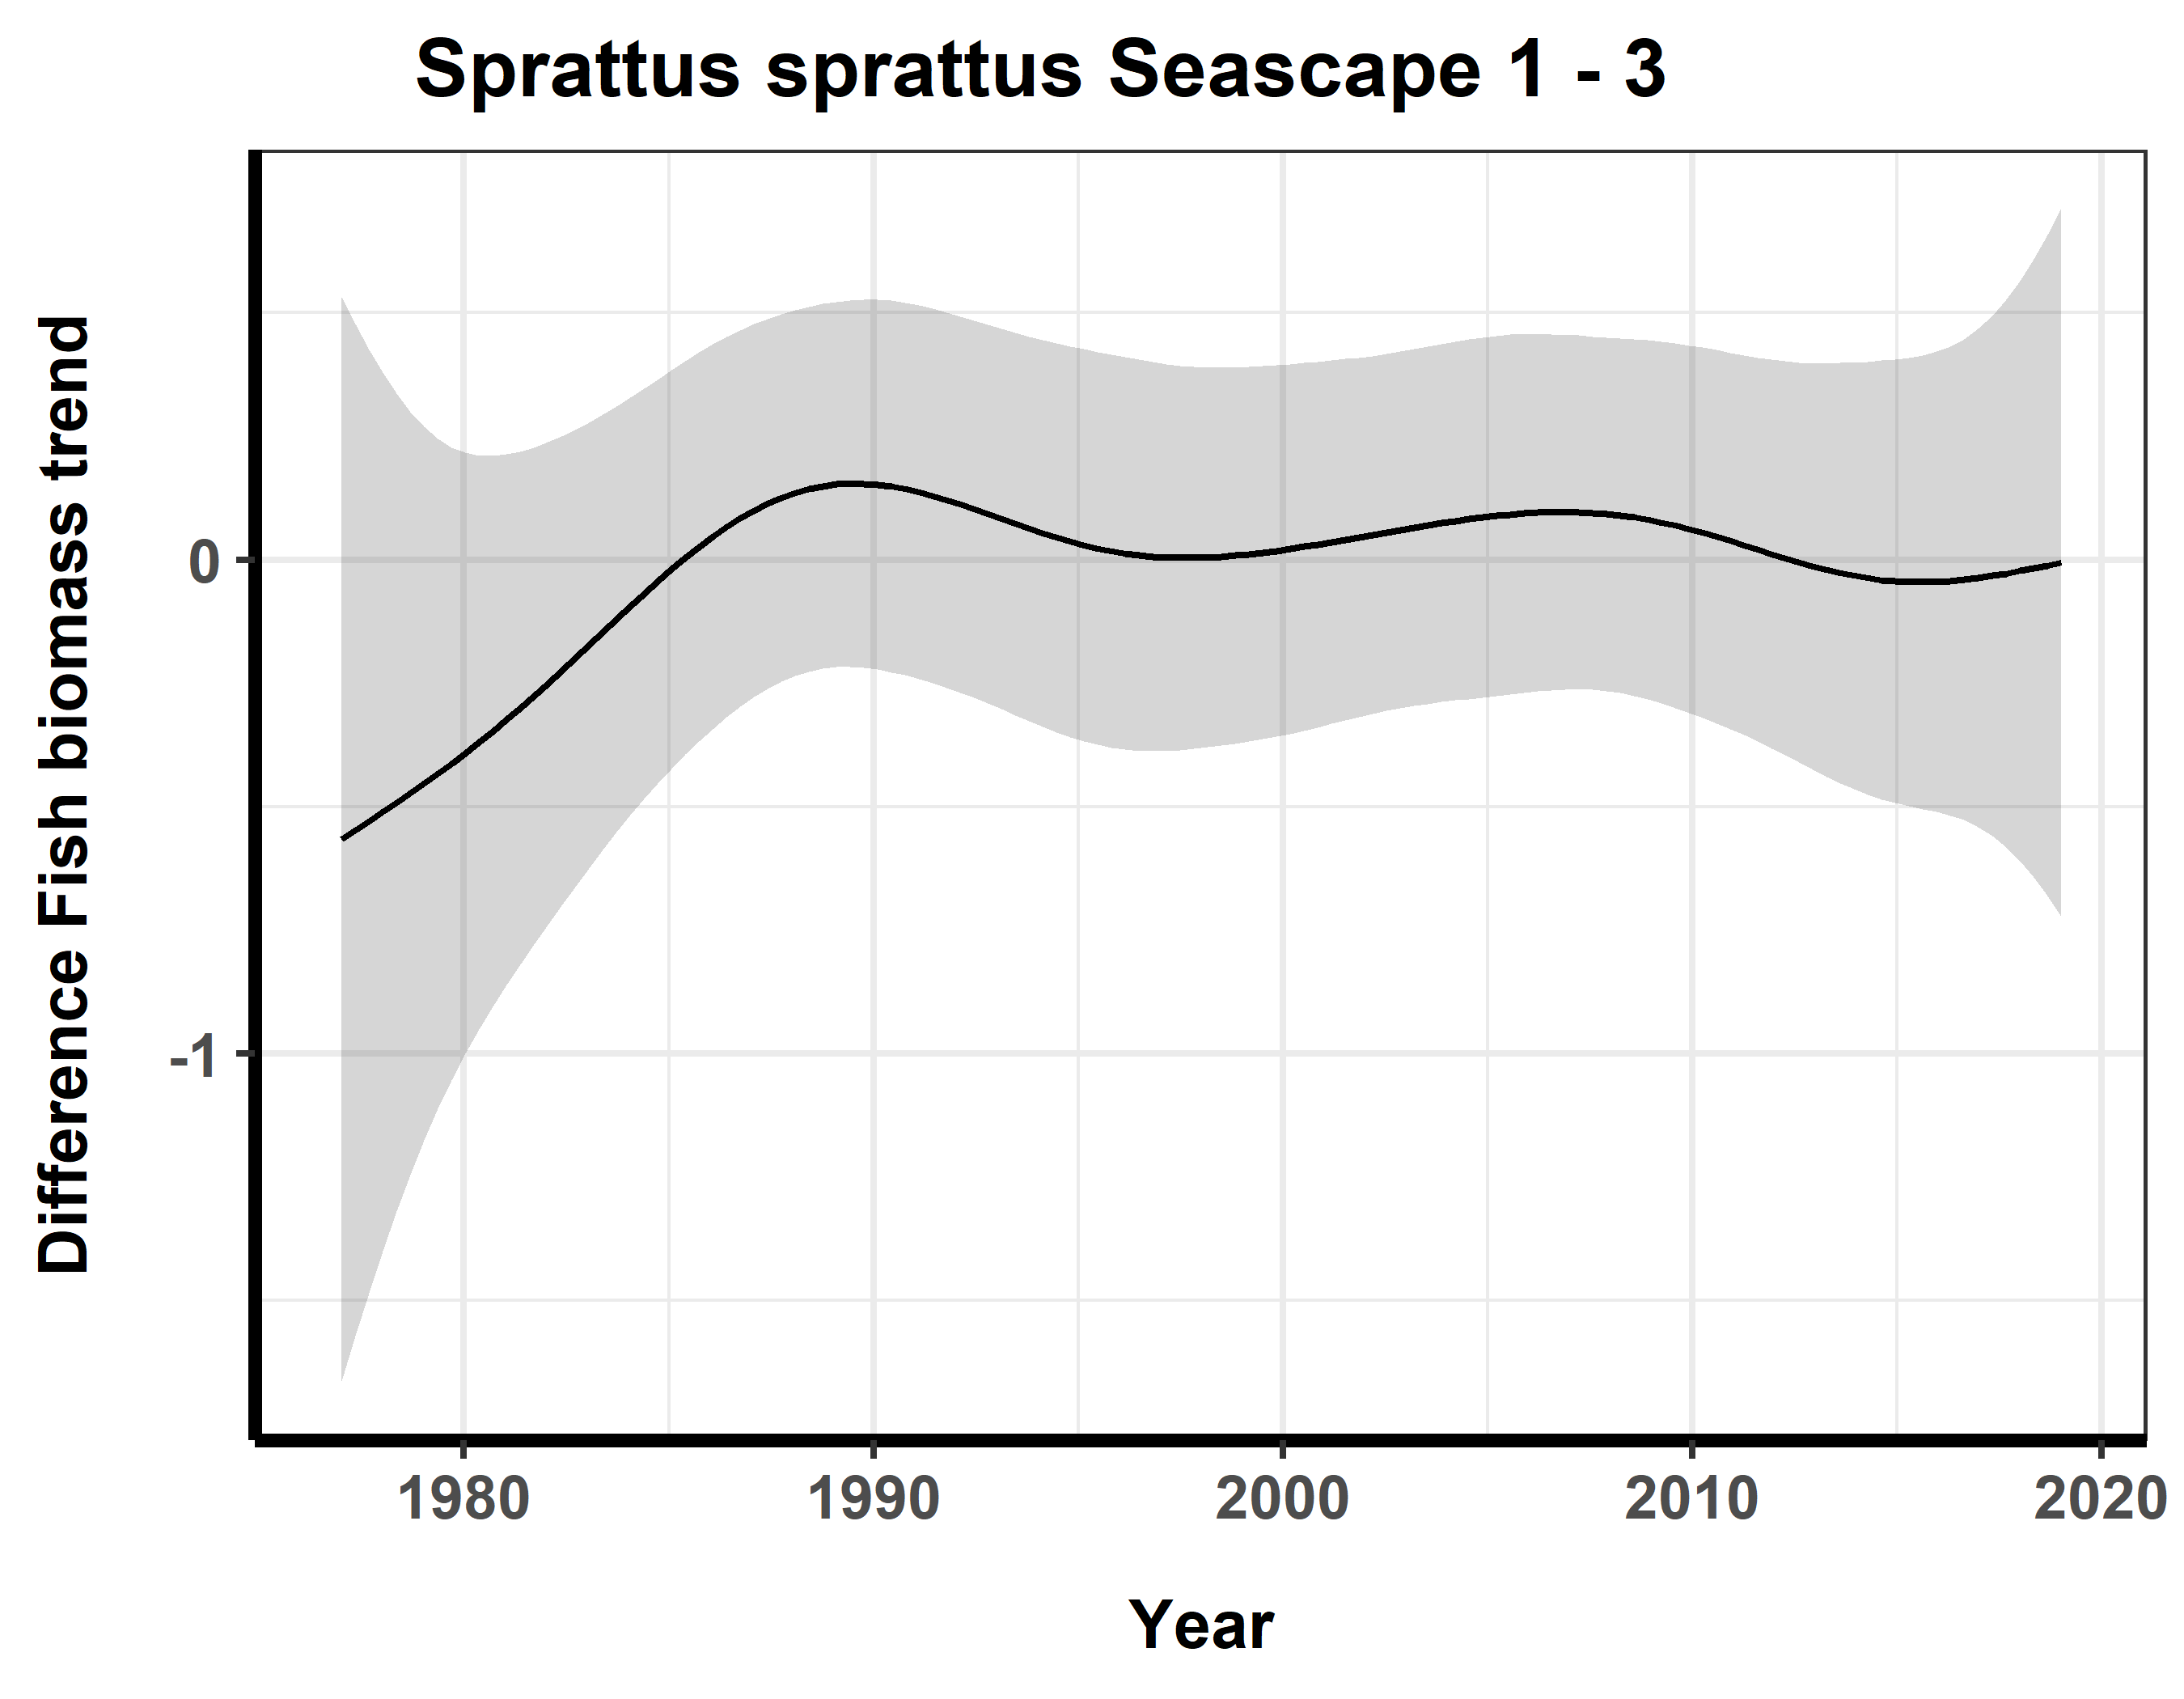 Sprattus sprattus Seascape 1 - 3
Difference Fish biomass trend
0
-1
1980 1990 2000 2010 2020
Year